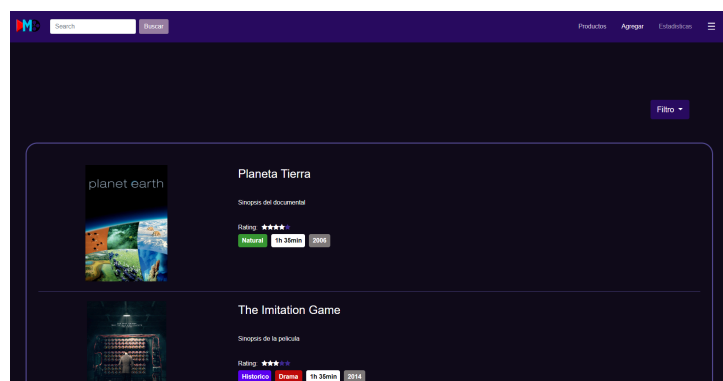 DMD
Search
Buscar
Productos
Agregar
Estadísticas
Filtro
planet earth
Planeta Tierra
Sinopsis del documental
Rating:
Natural
1h 35min
2006
The Imitation Game
Sinopsis de la película
Rating:
Historico
Drama
1h 35min
2014